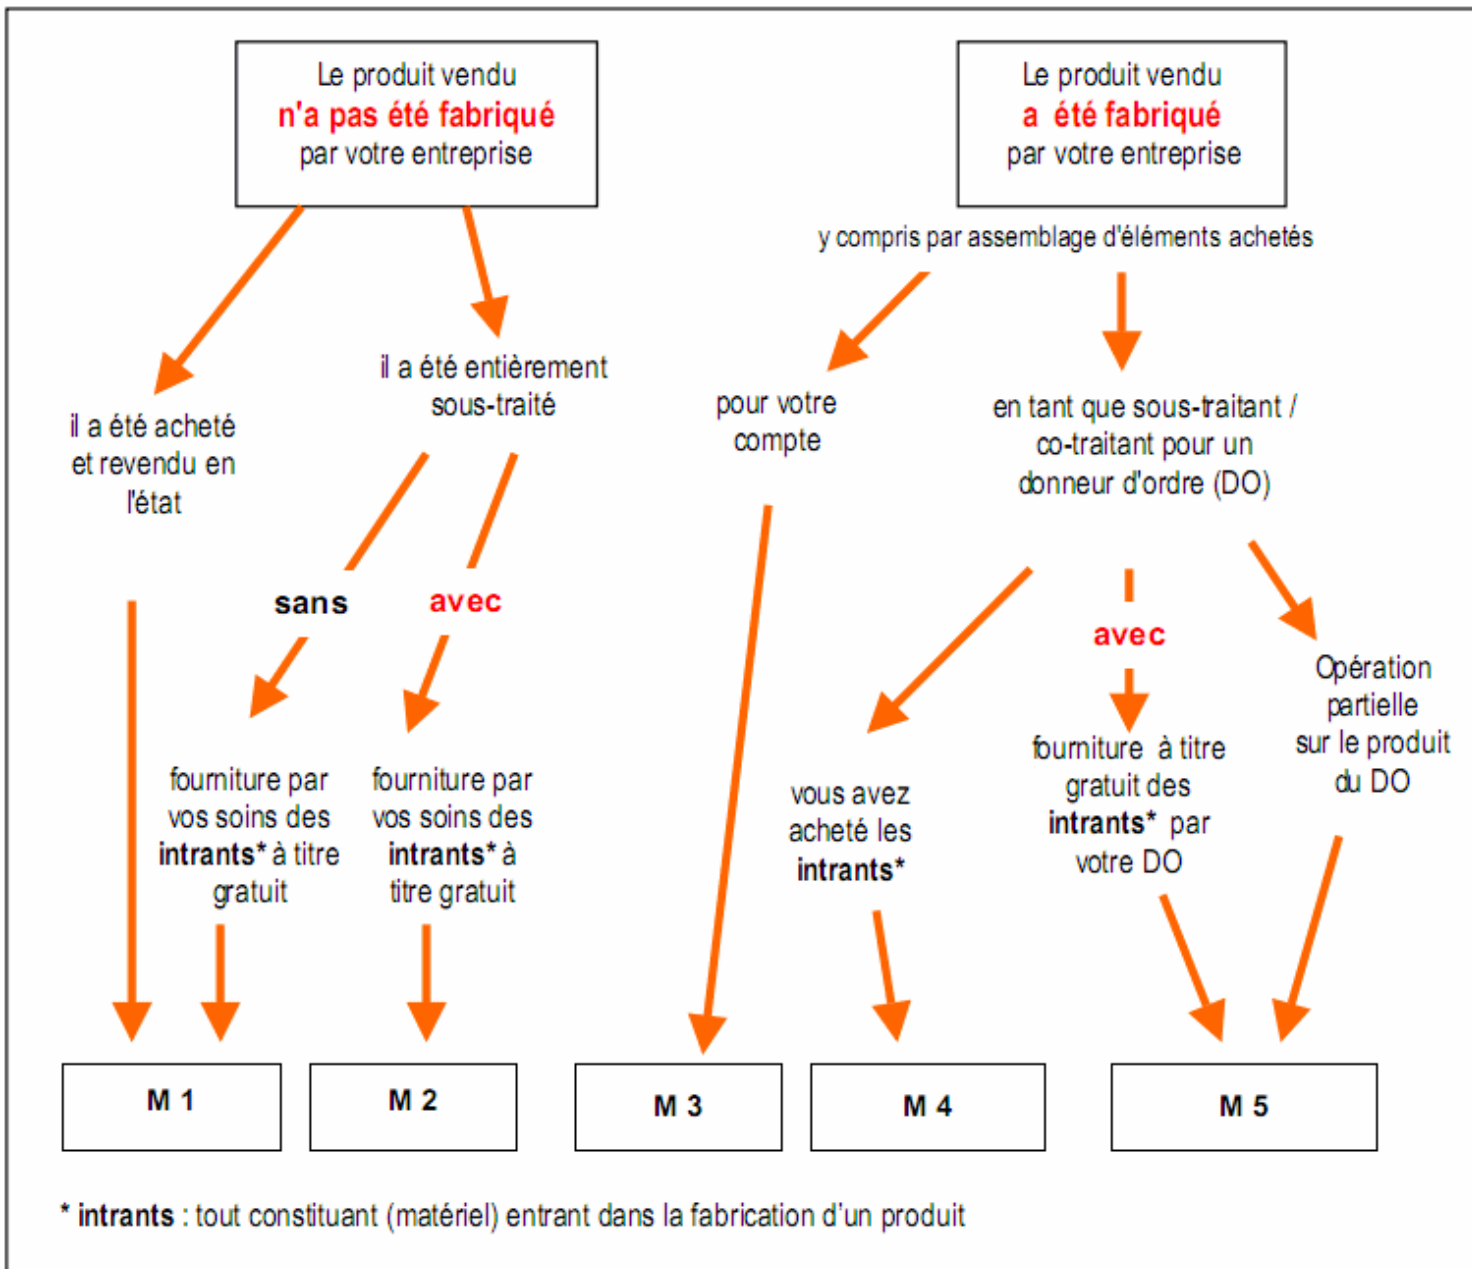 Le produit vendu
n'a pas été fabriqué
par votre entreprise
Le produit vendu
a été fabriqué
par votre entreprise
y compris par assemblage d'éléments achetés
il a été acheté
et revendu en
l'état
il a été entièrement
sous-traité
pour votre
compte
en tant que sous-traitant /
co-traitant pour un
donneur d'ordre (DO)
sans
avec
avec
fourniture par
vos soins des
intrants* à titre
gratuit
fourniture par
vos soins des
intrants* à
titre gratuit
vous avez
acheté les
intrants*
fourniture à titre
gratuit des
intrants* par
votre DO
Opération
partielle
sur le produit
du DO
M 1
M 2
M 3
M 4
M 5
* intrants : tout constituant (matériel) entrant dans la fabrication d'un produit